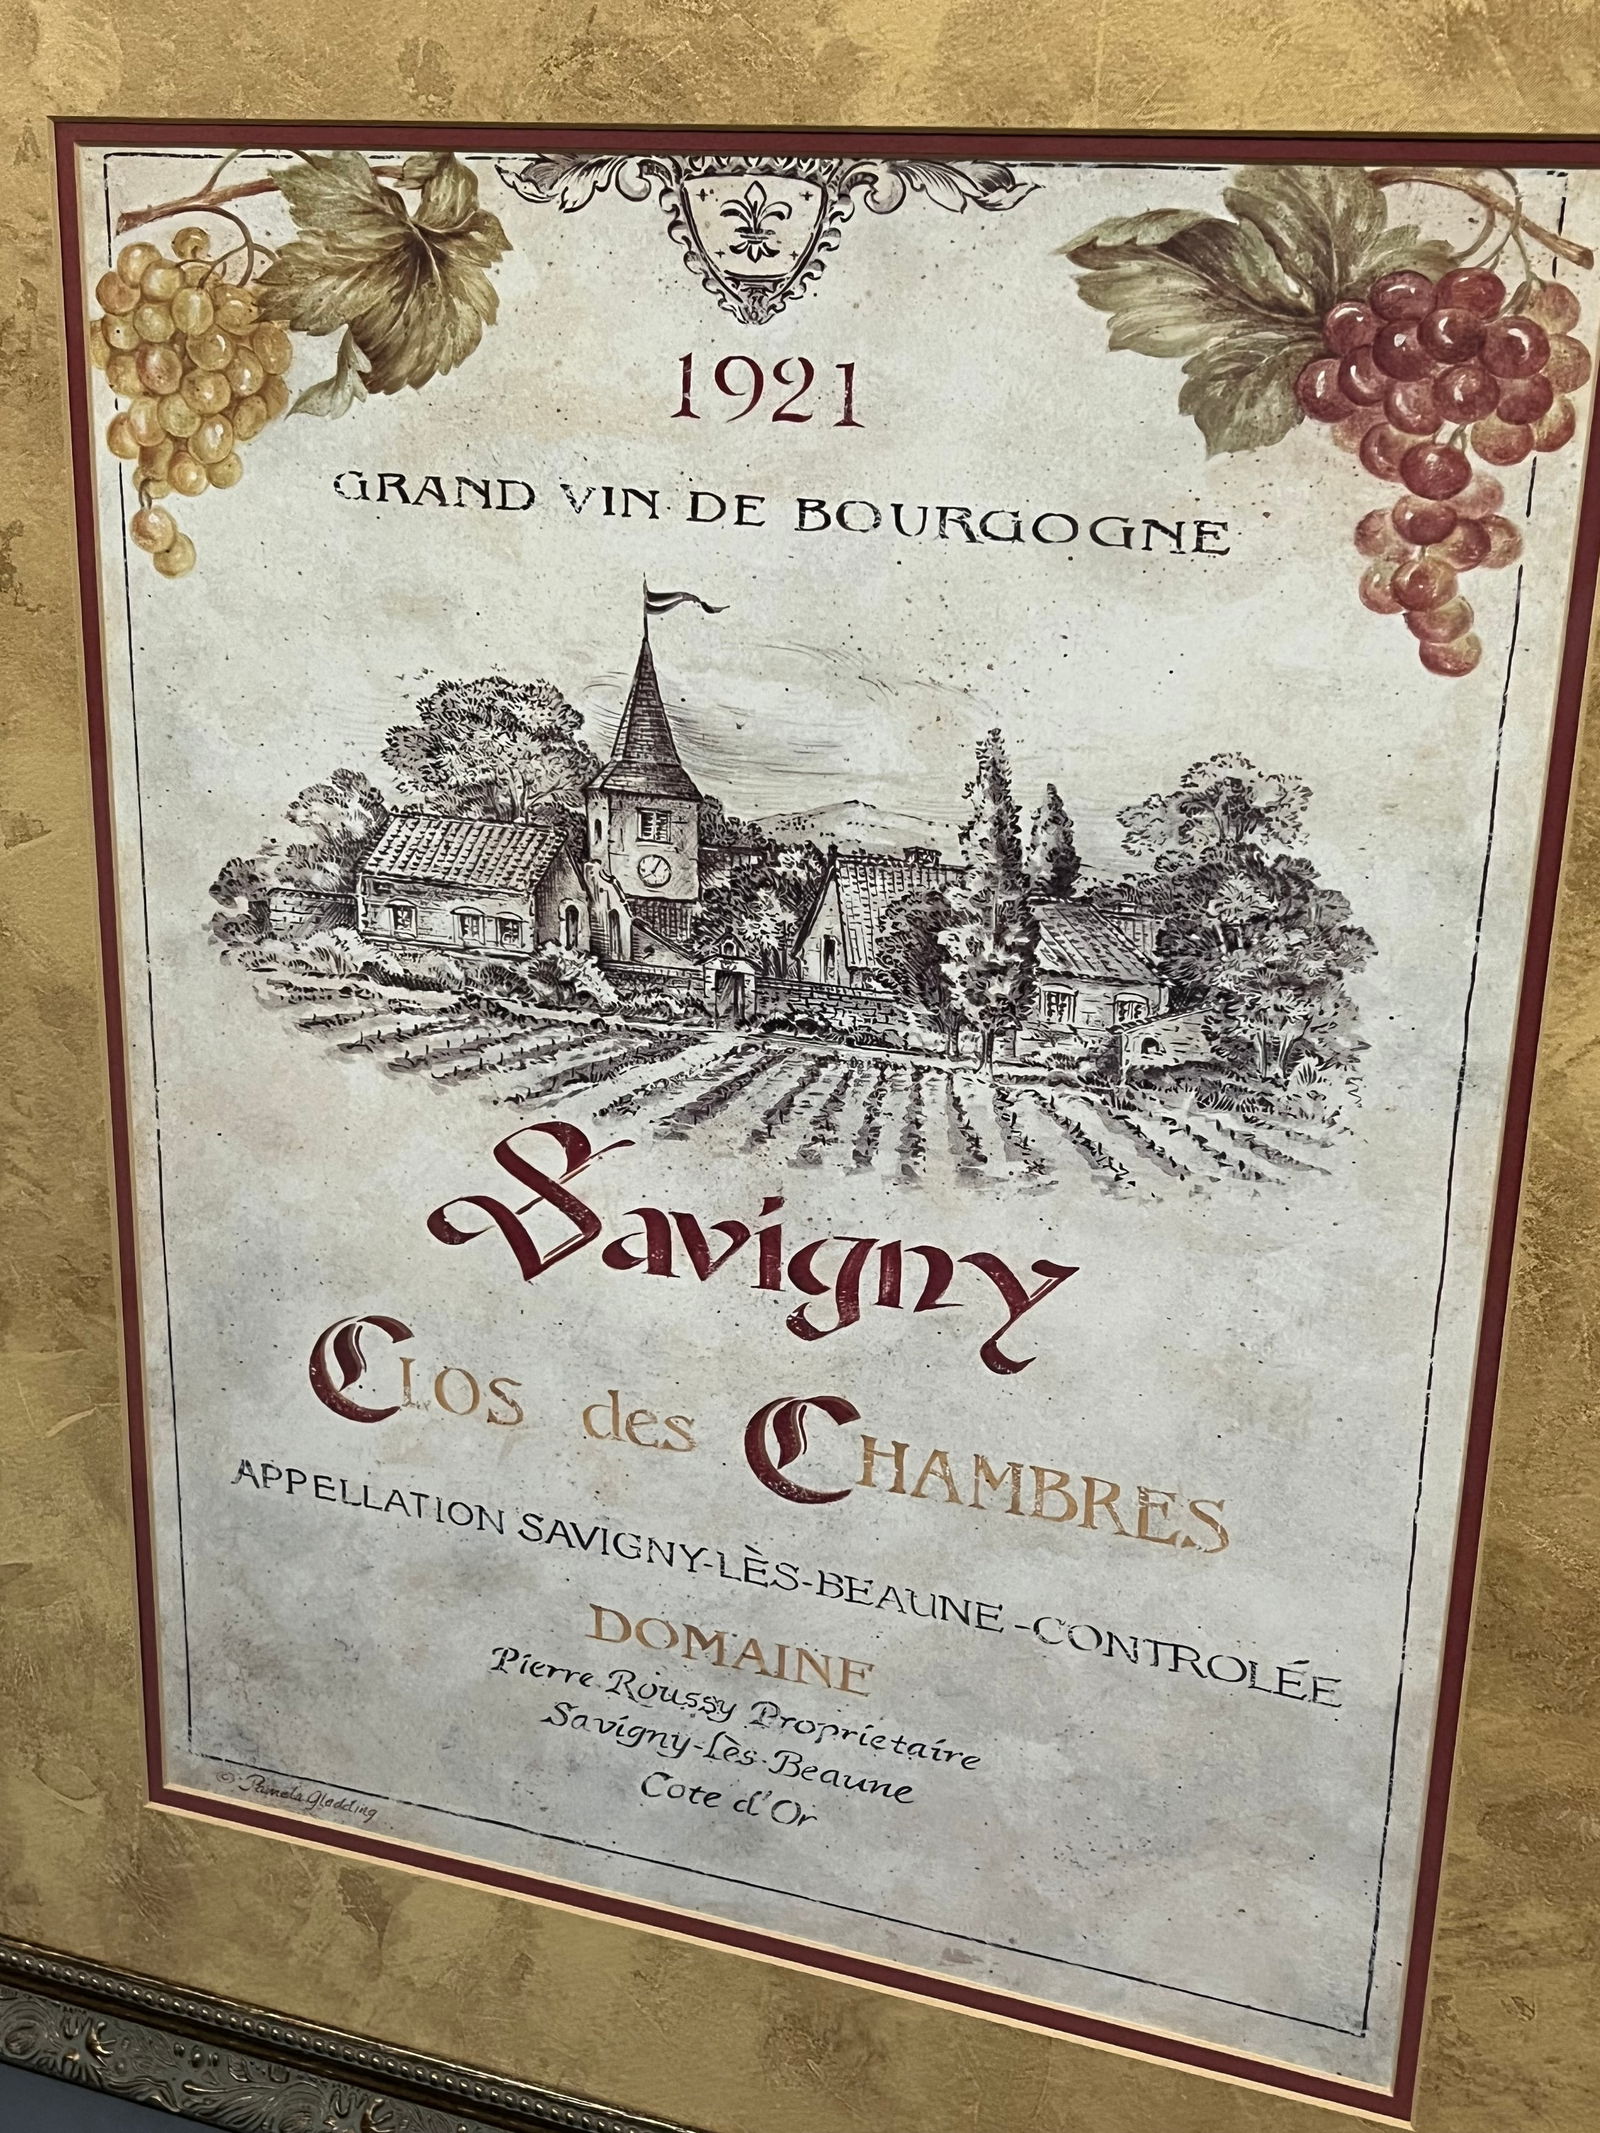 1921
GRAND VIN DE BOURGOGNE
Savigny
CLOS des CHAMBRES
APPELLATION SAVIGNY-LÈS-BEAUNE-CONTROLÉE
DOMAINE
Pierre Roussy Proprietaire
Savigny-lès-Beaune
Cote d'Or
© Pamela Gladding